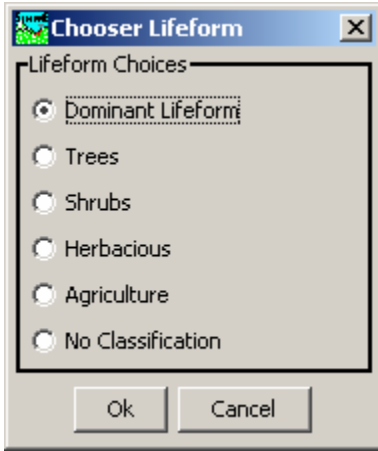 Chooser Lifeform
Lifeform Choices
Dominant Lifeform
Trees
Shrubs
Herbacious
Agriculture
No Classification
Ok Cancel